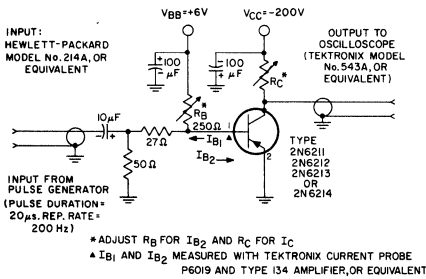 INPUT:
HEWLETT-PACKARD
MODEL No. 214A, OR
EQUIVALENT
VBB=+6V
VCC=-200V
OUTPUT TO
OSCILLOSCOPE
(TEKTRONIX MODEL
No. 543A, OR
EQUIVALENT)
+ 100
- μF
- 100
+ μF
RC*
RB*
250Ω
10μF
- +
27Ω
50Ω
1
2
IB1 ▲
IB2
TYPE
2N6211
2N6212
2N6213
OR
2N6214
INPUT FROM
PULSE GENERATOR
(PULSE DURATION=
20μs. REP. RATE=
200 Hz)
* ADJUST RB FOR IB2 AND RC FOR IC
▲ IB1 AND IB2 MEASURED WITH TEKTRONIX CURRENT PROBE
P6019 AND TYPE 134 AMPLIFIER, OR EQUIVALENT